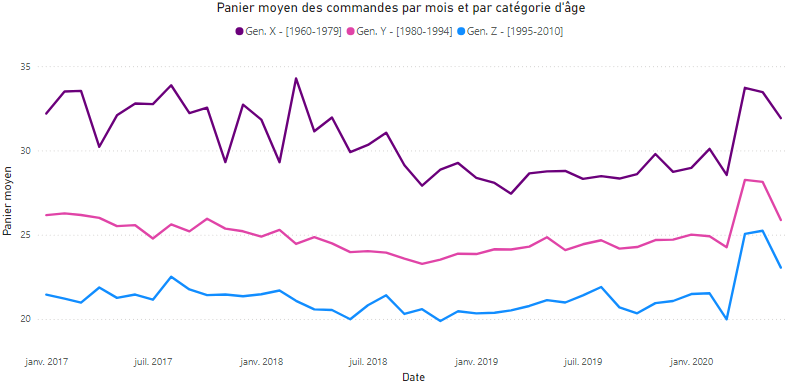 Panier moyen des commandes par mois et par catégorie d'âge
Gen. X - [1960-1979] Gen. Y - [1980-1994] Gen. Z - [1995-2010]
35
30
25
20
Panier moyen
janv. 2017 juil. 2017 janv. 2018 juil. 2018 janv. 2019 juil. 2019 janv. 2020
Date